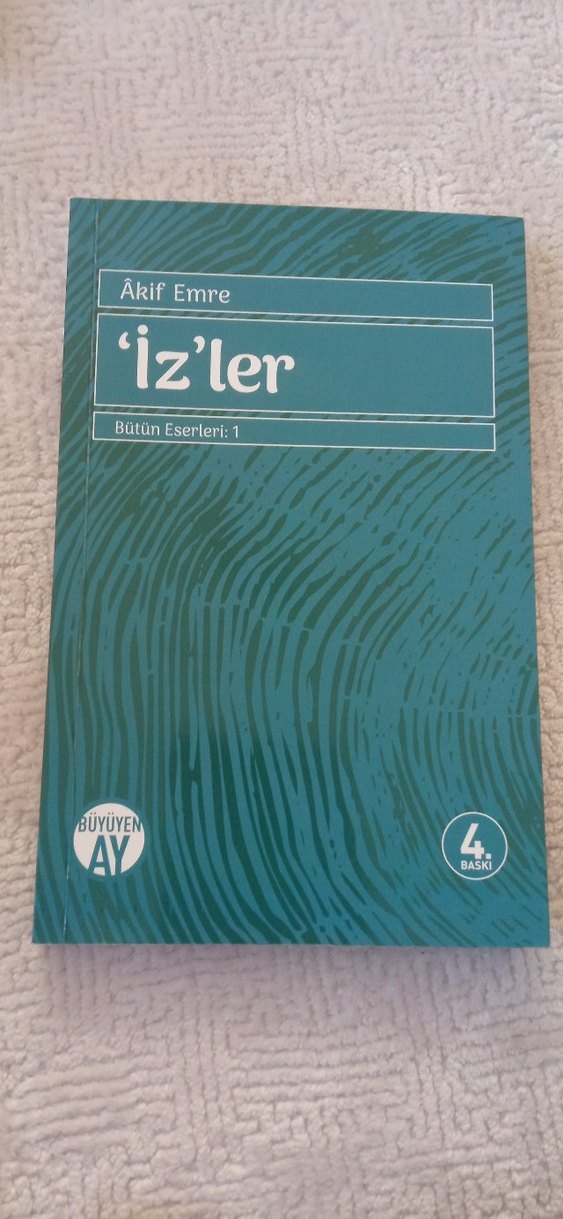 Âkif Emre
‘İz’ler
Bütün Eserleri: 1
BÜYÜYEN
AY
4.
BASKI